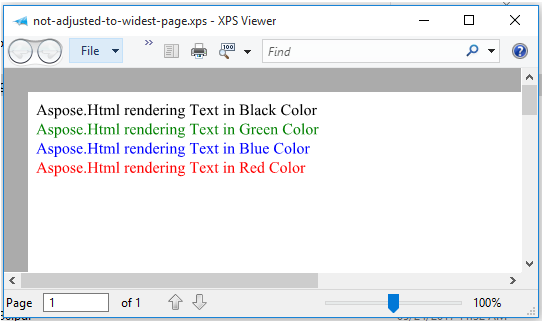 not-adjusted-to-widest-page.xps - XPS Viewer
File
Find
Aspose.Html rendering Text in Black Color
Aspose.Html rendering Text in Green Color
Aspose.Html rendering Text in Blue Color
Aspose.Html rendering Text in Red Color
Page 1 of 1 100%